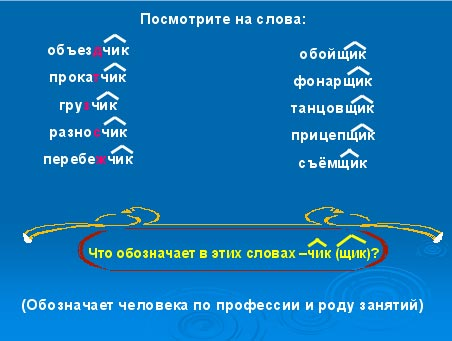 Посмотрите на слова:
объездчик
обойщик
прокатчик
фонарщик
грузчик
танцовщик
разносчик
прицепщик
перебежчик
съёмщик
Что обозначает в этих словах –чик (щик)?
(Обозначает человека по профессии и роду занятий)